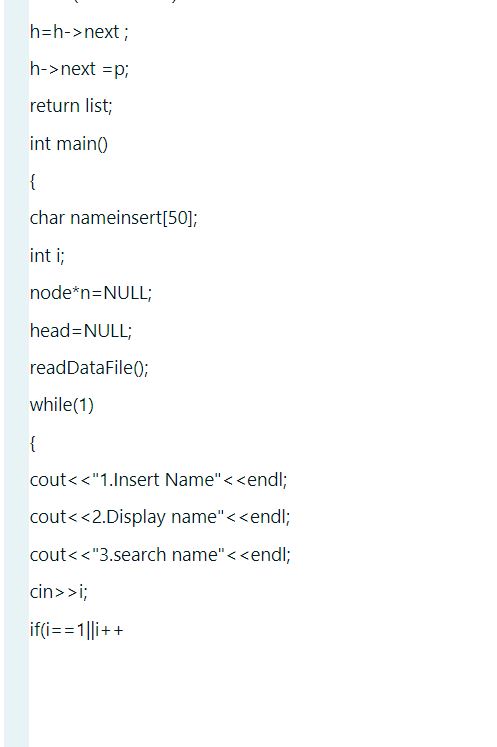 h=h->next ;
h->next =p;
return list;
int main()
{
char nameinsert[50];
int i;
node*n=NULL;
head=NULL;
readDataFile();
while(1)
{
cout<<"1.Insert Name"<<endl;
cout<<2.Display name"<<endl;
cout<<"3.search name"<<endl;
cin>>i;
if(i==1||i++